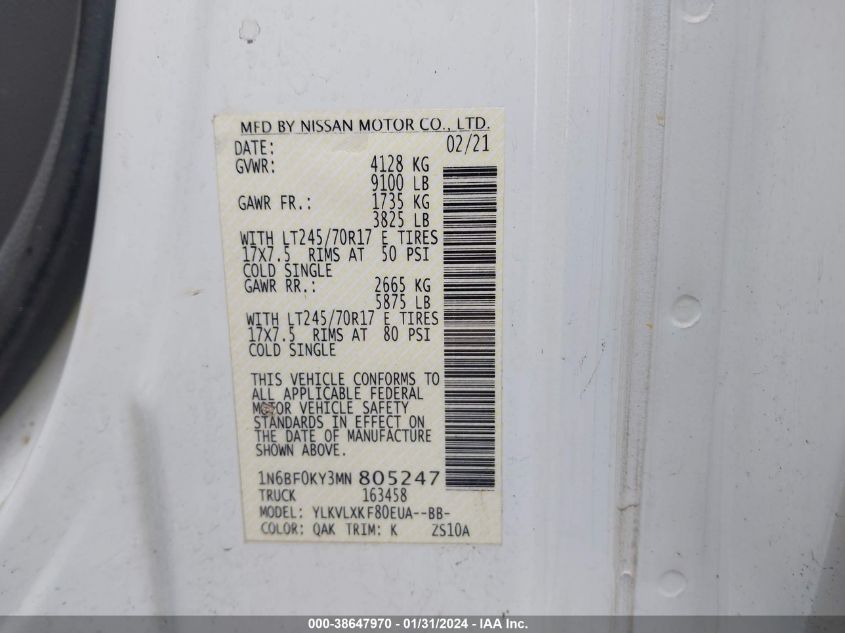 MFD BY NISSAN MOTOR CO., LTD.
DATE: 02/21
GVWR: 4128 KG
9100 LB
GAWR FR.: 1735 KG
3825 LB
WITH LT245/70R17 E TIRES
17X7.5 RIMS AT 50 PSI
COLD SINGLE
GAWR RR.: 2665 KG
5875 LB
WITH LT245/70R17 E TIRES
17X7.5 RIMS AT 80 PSI
COLD SINGLE
THIS VEHICLE CONFORMS TO
ALL APPLICABLE FEDERAL
MOTOR VEHICLE SAFETY
STANDARDS IN EFFECT ON
THE DATE OF MANUFACTURE
SHOWN ABOVE.
1N6BF0KY3MN 805247
TRUCK 163458
MODEL: YLKVLXKF80EUA--BB-
COLOR: QAK TRIM: K ZS10A
000-38647970 - 01/31/2024 - IAA Inc.